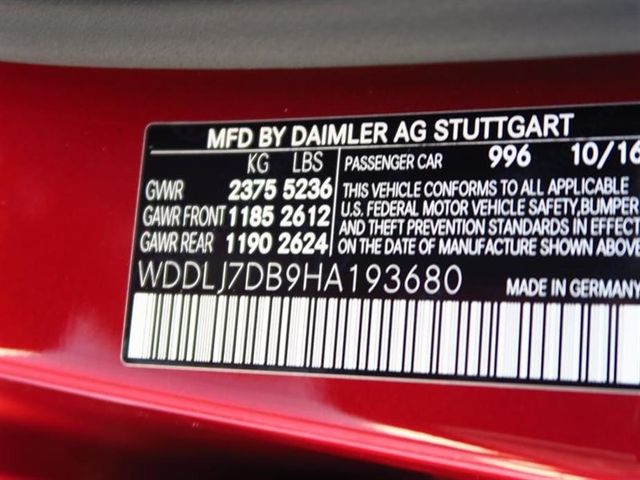 MFD BY DAIMLER AG STUTTGART
KG LBS
GVWR 2375 5236
GAWR FRONT 1185 2612
GAWR REAR 1190 2624
PASSENGER CAR 996 10/16
THIS VEHICLE CONFORMS TO ALL APPLICABLE
U.S. FEDERAL MOTOR VEHICLE SAFETY,BUMPER
AND THEFT PREVENTION STANDARDS IN EFFECT
ON THE DATE OF MANUFACTURE SHOWN ABOVE
WDDLJ7DB9HA193680
MADE IN GERMANY